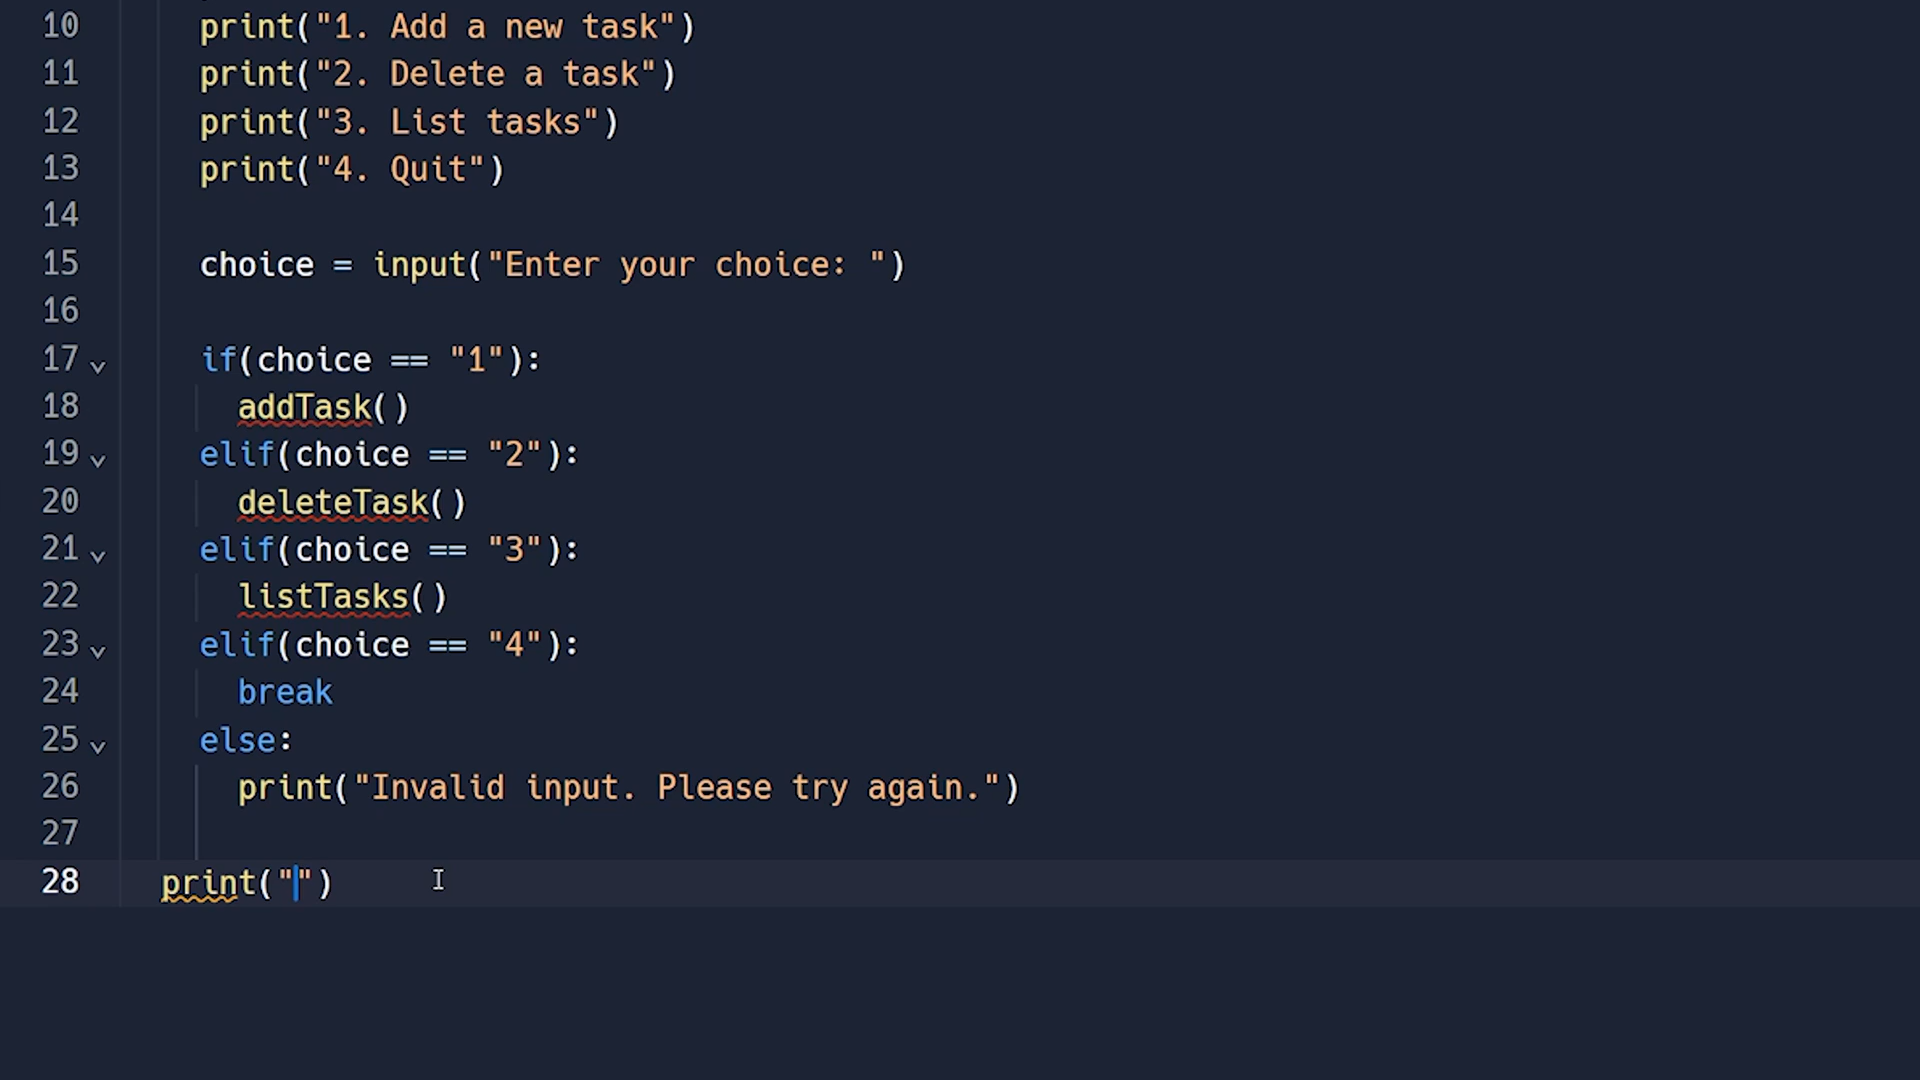 10 print("1. Add a new task")
11 print("2. Delete a task")
12 print("3. List tasks")
13 print("4. Quit")
14
15 choice = input("Enter your choice: ")
16
17 if(choice == "1"):
18 addTask()
19 elif(choice == "2"):
20 deleteTask()
21 elif(choice == "3"):
22 listTasks()
23 elif(choice == "4"):
24 break
25 else:
26 print("Invalid input. Please try again.")
27
28 print("")